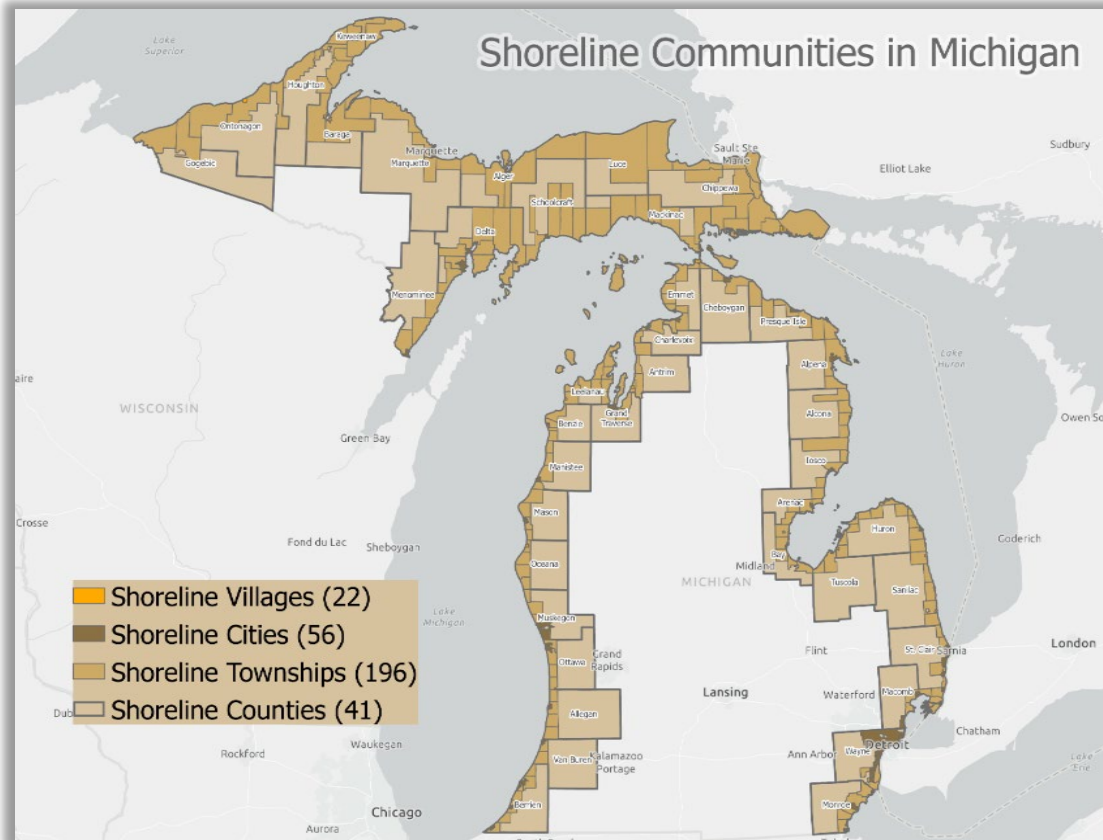 Shoreline Communities in Michigan
Lake
Superior
Keweenaw
Houghton
Ontonagon
Baraga
Gogebic
Marquette
Marquette
Alger
Luce
Sault Ste
Marie
Sudbury
Elliot Lake
Schoolcraft
Chippewa
Mackinac
Delta
Menominee
Emmet
Cheboygan
Presque Isle
Charlevoix
Antrim
Alpena
Lake
Huron
Leelanau
Grand
Traverse
Benzie
Alcona
Owen So
aire
WISCONSIN
Green Bay
Manistee
Iosco
Mason
Arenac
Huron
Crosse
Fond du Lac
Sheboygan
Oceana
Midland
Bay
MICHIGAN
Tuscola
Sanilac
Goderich
Shoreline Villages (22)
Shoreline Cities (56)
Shoreline Townships (196)
Shoreline Counties (41)
Lake
Michigan
Muskegon
Ottawa
Grand
Rapids
Flint
St. Clair
Sarnia
London
Allegan
Lansing
Waterford
Macomb
Dub
Rockford
Waukegan
Van Buren
Kalamazoo
Portage
Ann Arbor
Wayne
Detroit
Chatham
Lake
Erie
Chicago
Berrien
Monroe
Aurora